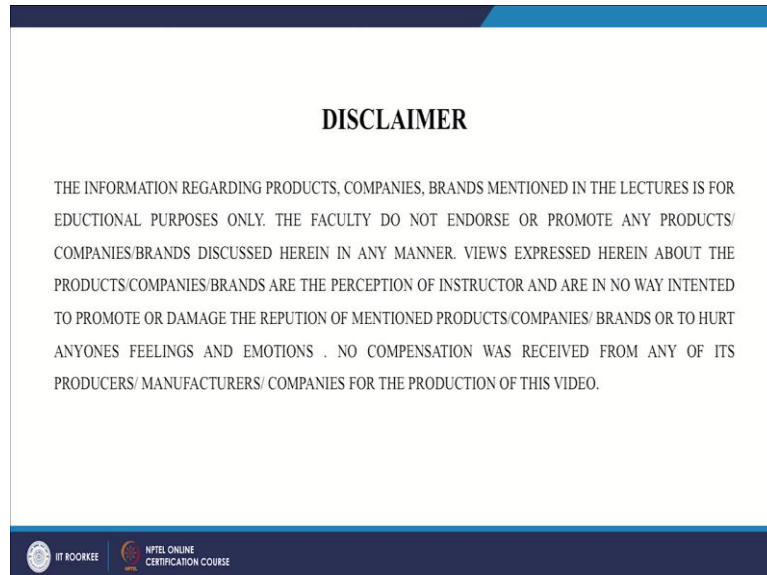 DISCLAIMER
THE INFORMATION REGARDING PRODUCTS, COMPANIES, BRANDS MENTIONED IN THE LECTURES IS FOR
EDUCTIONAL PURPOSES ONLY. THE FACULTY DO NOT ENDORSE OR PROMOTE ANY PRODUCTS/
COMPANIES/BRANDS DISCUSSED HEREIN IN ANY MANNER. VIEWS EXPRESSED HEREIN ABOUT THE
PRODUCTS/COMPANIES/BRANDS ARE THE PERCEPTION OF INSTRUCTOR AND ARE IN NO WAY INTENTED
TO PROMOTE OR DAMAGE THE REPUTION OF MENTIONED PRODUCTS/COMPANIES/ BRANDS OR TO HURT
ANYONES FEELINGS AND EMOTIONS . NO COMPENSATION WAS RECEIVED FROM ANY OF ITS
PRODUCERS/ MANUFACTURERS/ COMPANIES FOR THE PRODUCTION OF THIS VIDEO.
IIT ROORKEE
NPTEL ONLINE
CERTIFICATION COURSE
NPTEL